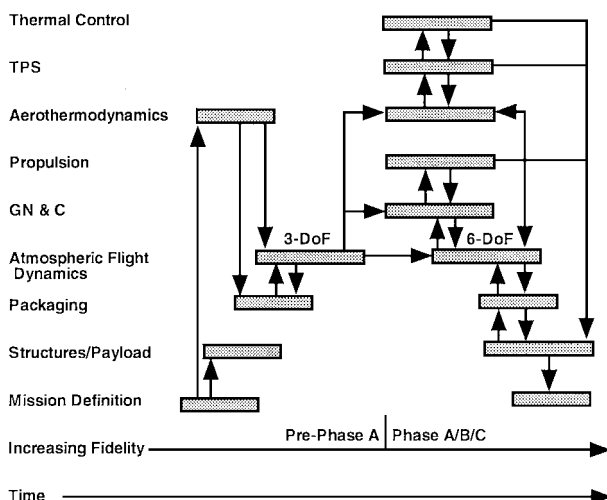 Thermal Control
TPS
Aerothermodynamics
Propulsion
GN & C
3-DoF
6-DoF
Atmospheric Flight
Dynamics
Packaging
Structures/Payload
Mission Definition
Pre-Phase A
Phase A/B/C
Increasing Fidelity
Time